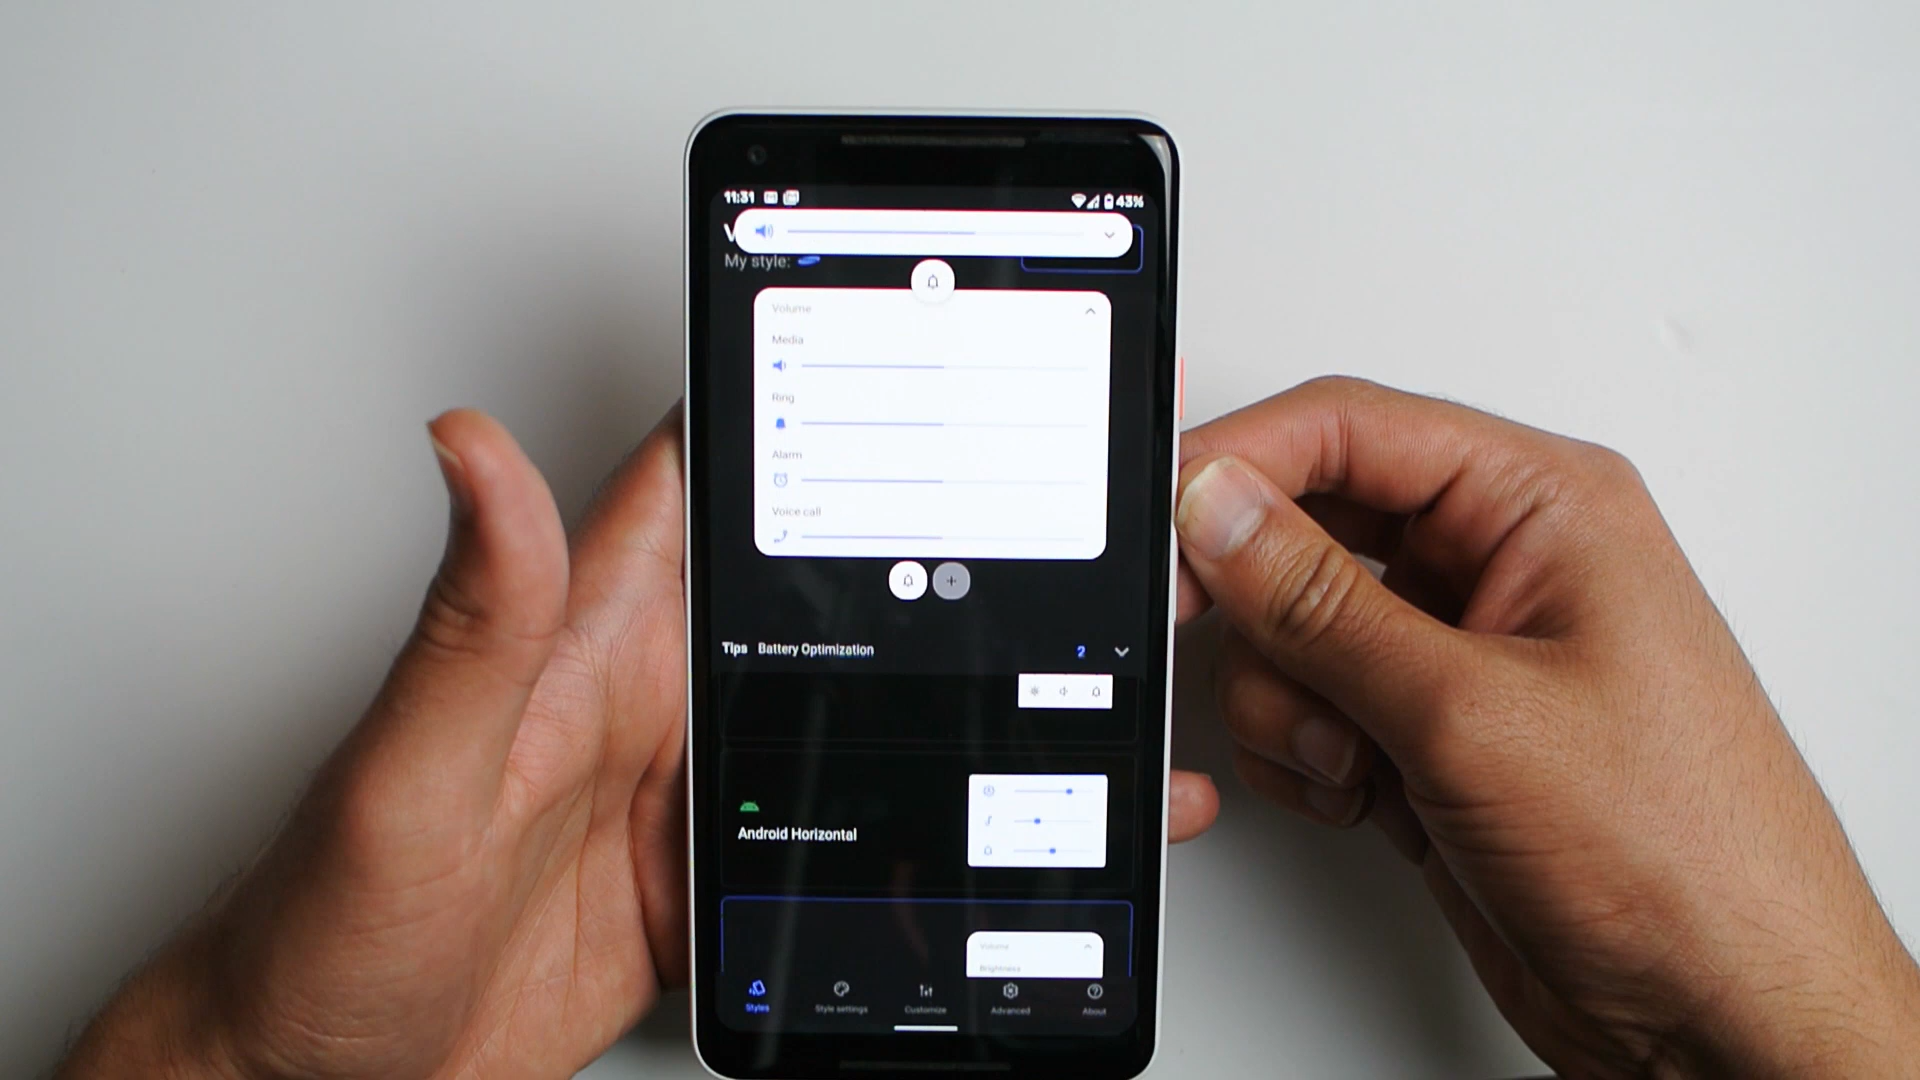 11:31 43%
V
My style:
Volume
Media
Ring
Alarm
Voice call
Tips Battery Optimization 2
Android Horizontal
Volume
Brightness
Styles Style settings Customize Advanced About